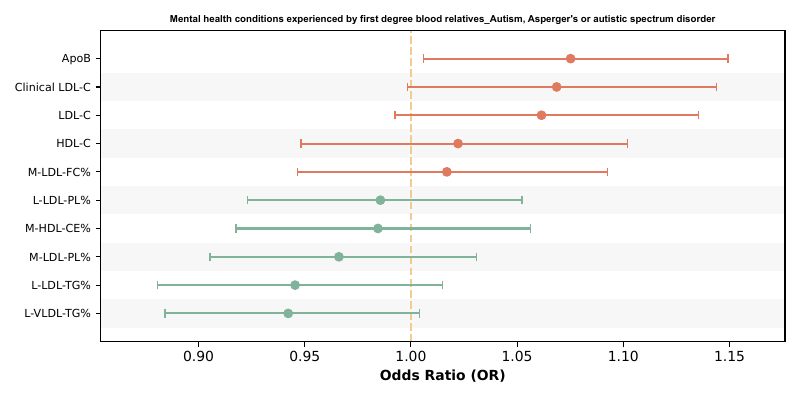 Mental health conditions experienced by first degree blood relatives_Autism, Asperger's or autistic spectrum disorder
ApoB
Clinical LDL-C
LDL-C
HDL-C
M-LDL-FC%
L-LDL-PL%
M-HDL-CE%
M-LDL-PL%
L-LDL-TG%
L-VLDL-TG%
0.90 0.95 1.00 1.05 1.10 1.15
Odds Ratio (OR)